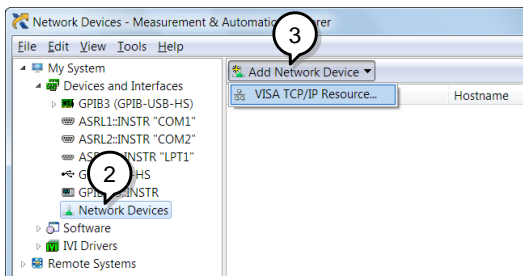 Network Devices - Measurement & Automation Explorer
File Edit View Tools Help
My System
Devices and Interfaces
GPIB3 (GPIB-USB-HS)
ASRL1::INSTR "COM1"
ASRL2::INSTR "COM2"
INSTR "LPT1"
HS
INSTR
Network Devices
Software
IVI Drivers
Remote Systems
2
3
Add Network Device
VISA TCP/IP Resource...
Hostname